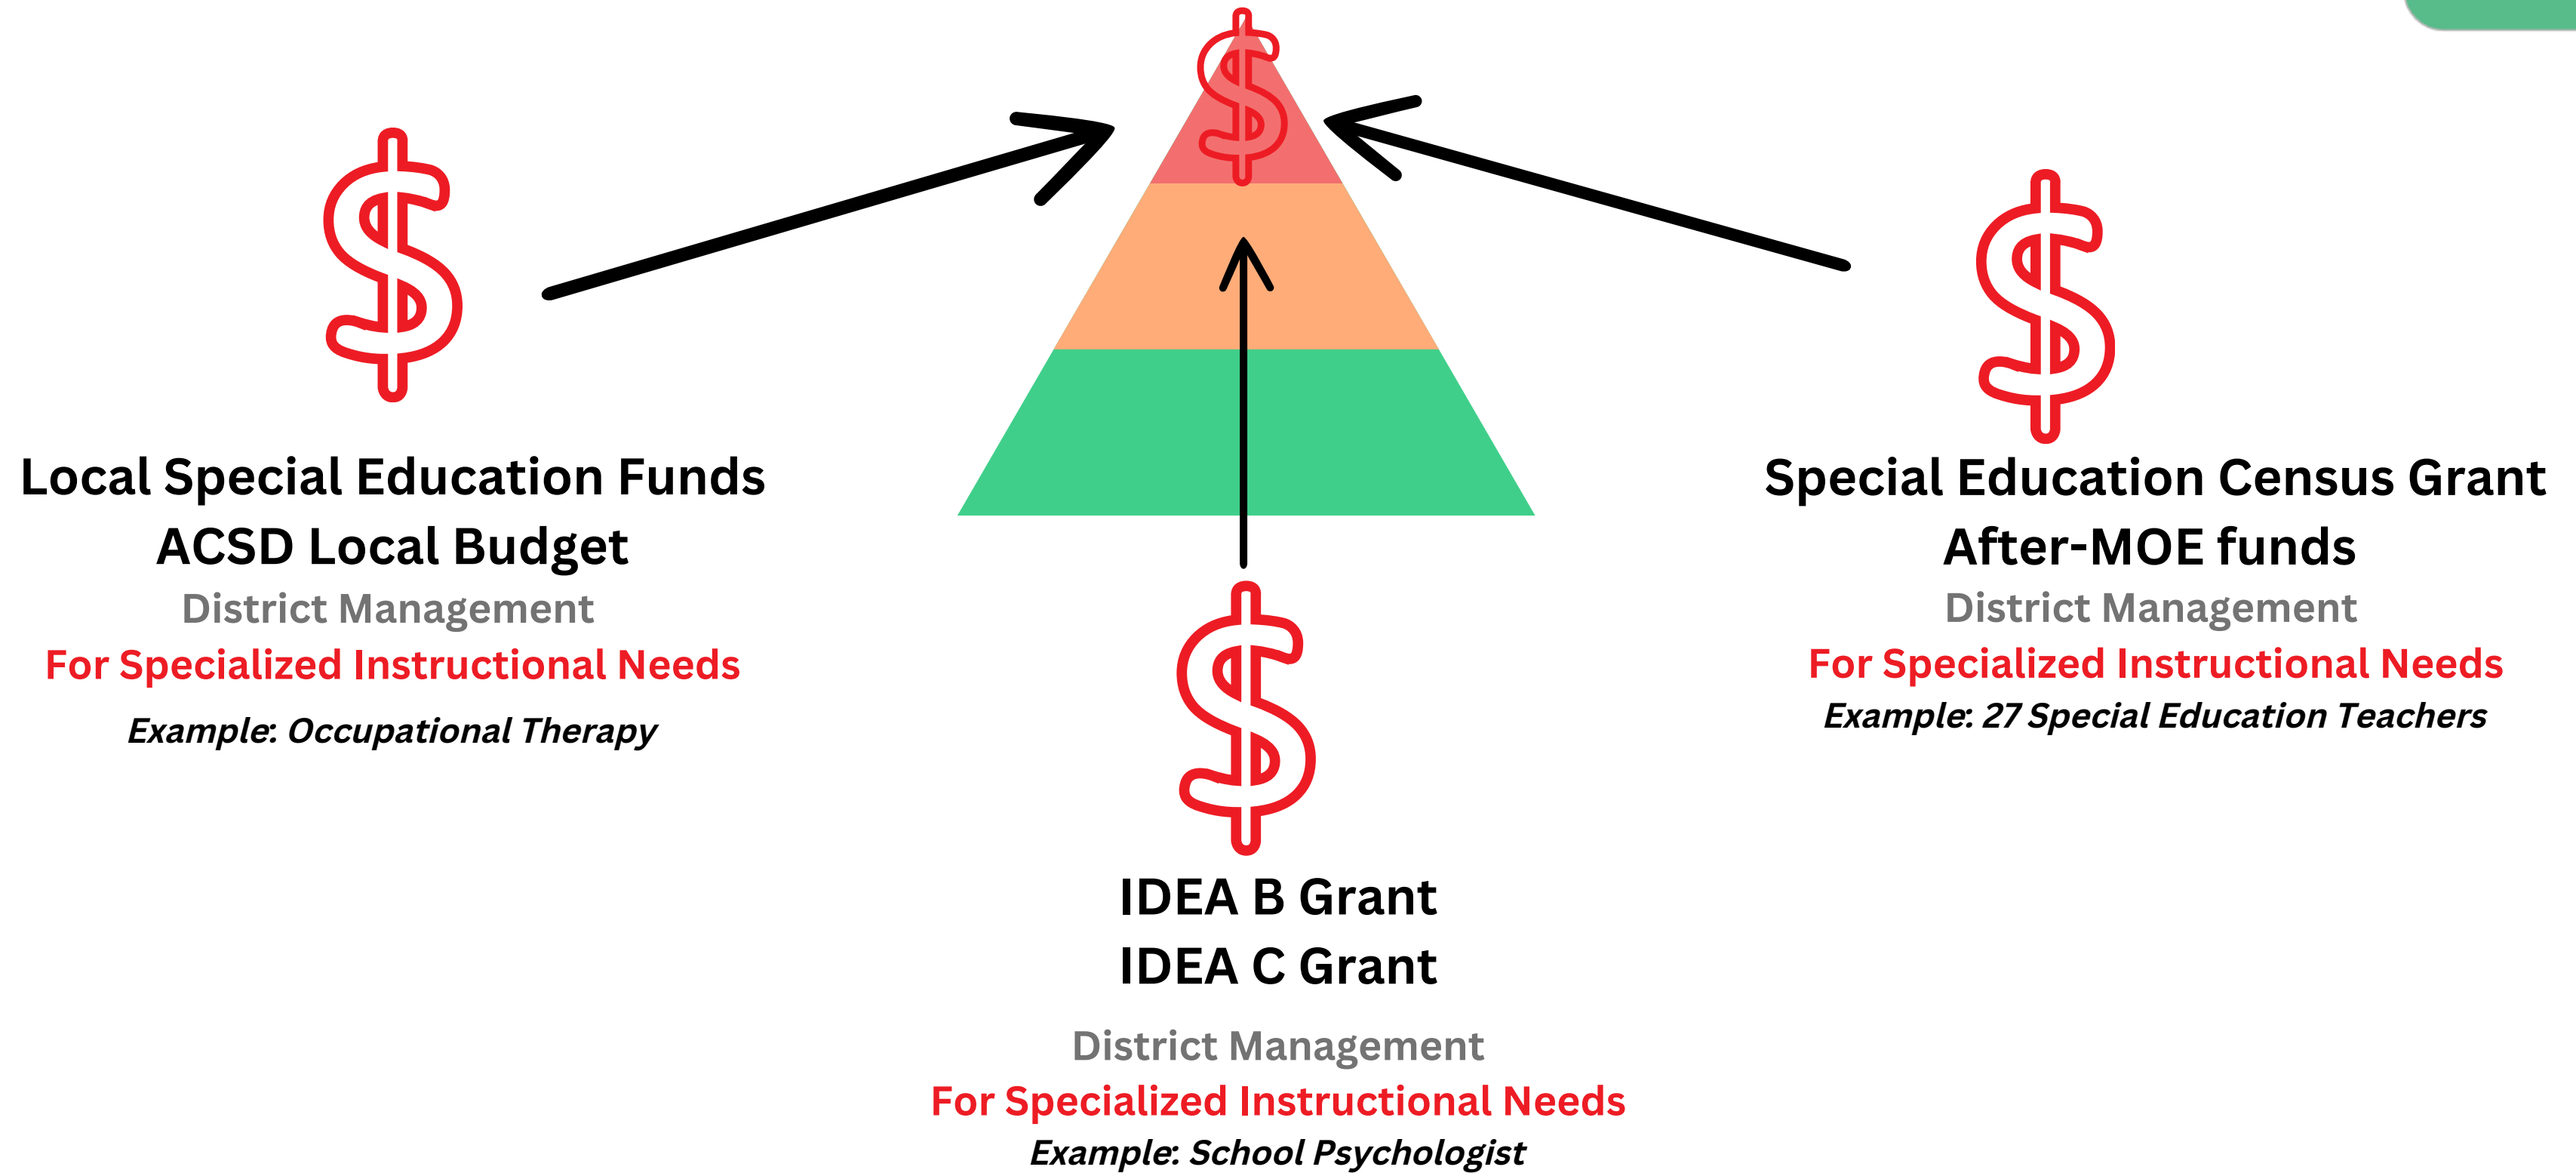 Local Special Education Funds
ACSD Local Budget
District Management
For Specialized Instructional Needs
Example: Occupational Therapy
Special Education Census Grant
After-MOE funds
District Management
For Specialized Instructional Needs
Example: 27 Special Education Teachers
IDEA B Grant
IDEA C Grant
District Management
For Specialized Instructional Needs
Example: School Psychologist